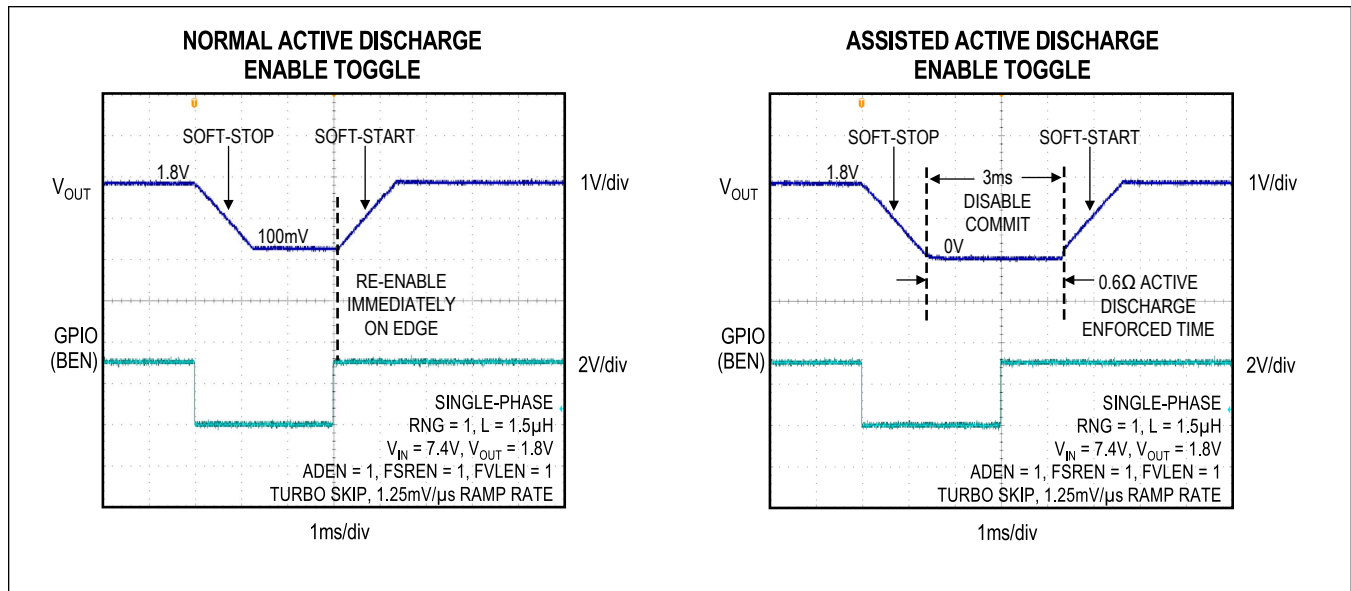 NORMAL ACTIVE DISCHARGE
ENABLE TOGGLE
SOFT-STOP
SOFT-START
1.8V
VOUT
1V/div
100mV
RE-ENABLE
IMMEDIATELY
ON EDGE
GPIO
(BEN)
2V/div
SINGLE-PHASE
RNG = 1, L = 1.5µH
VIN = 7.4V, VOUT = 1.8V
ADEN = 1, FSREN = 1, FVLEN = 1
TURBO SKIP, 1.25mV/µs RAMP RATE
1ms/div
ASSISTED ACTIVE DISCHARGE
ENABLE TOGGLE
SOFT-STOP
SOFT-START
1.8V
VOUT
1V/div
3ms
DISABLE
COMMIT
0V
0.6Ω ACTIVE
DISCHARGE
ENFORCED TIME
GPIO
(BEN)
2V/div
SINGLE-PHASE
RNG = 1, L = 1.5µH
VIN = 7.4V, VOUT = 1.8V
ADEN = 1, FSREN = 1, FVLEN = 1
TURBO SKIP, 1.25mV/µs RAMP RATE
1ms/div